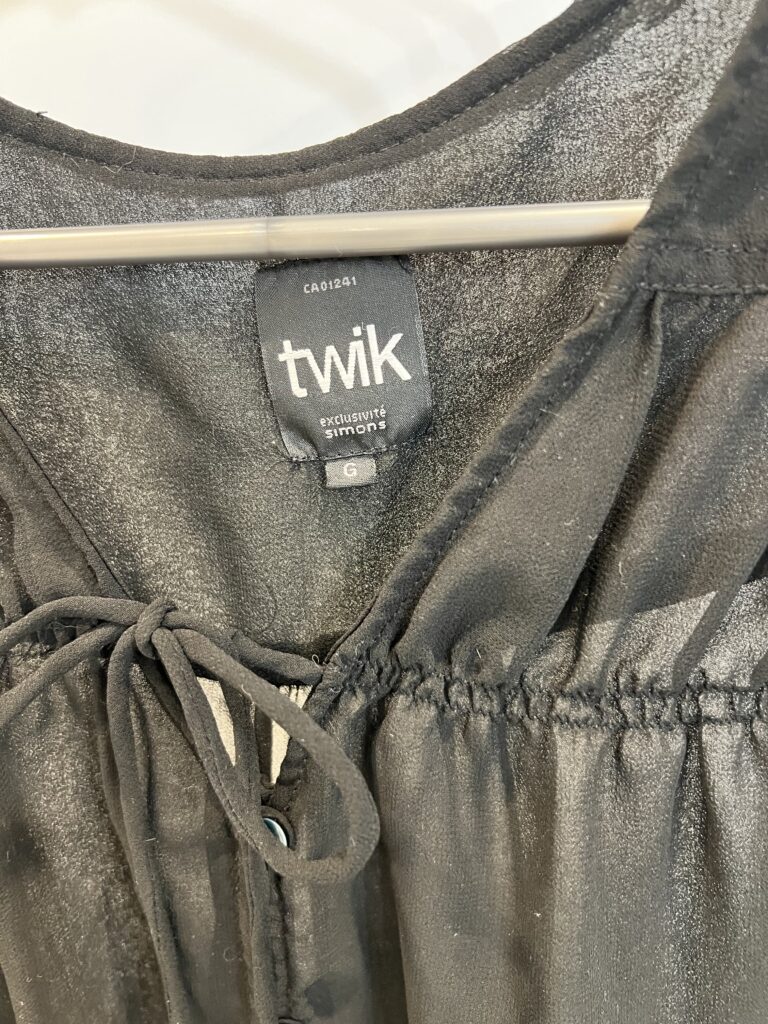 CA01241
twik
exclusivité
simons
G